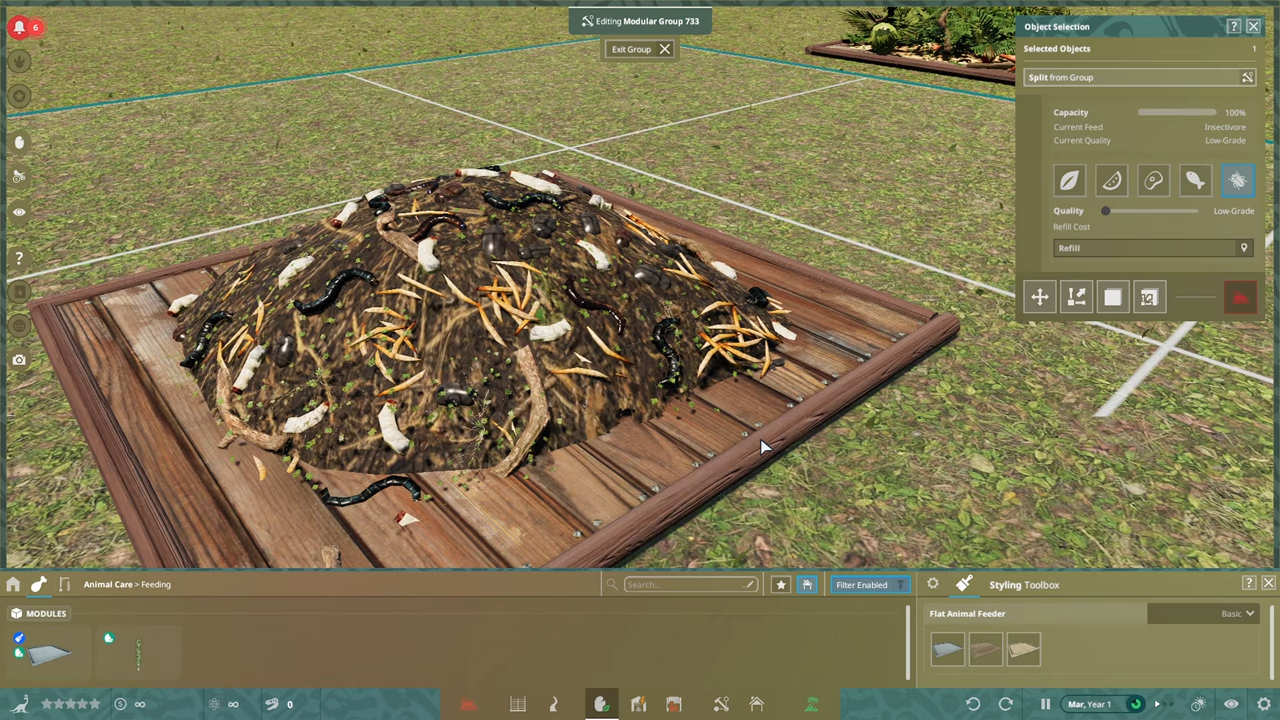 6
Editing Modular Group 733
Exit Group
Object Selection
?
Selected Objects 1
Split from Group
Capacity 100%
Current Feed Insectivore
Current Quality Low-Grade
Quality Low-Grade
Refill Cost
Refill
12
?
Animal Care > Feeding
Search...
Filter Enabled
Styling Toolbox
?
MODULES
Flat Animal Feeder Basic
∞
∞
0
Mar, Year 1